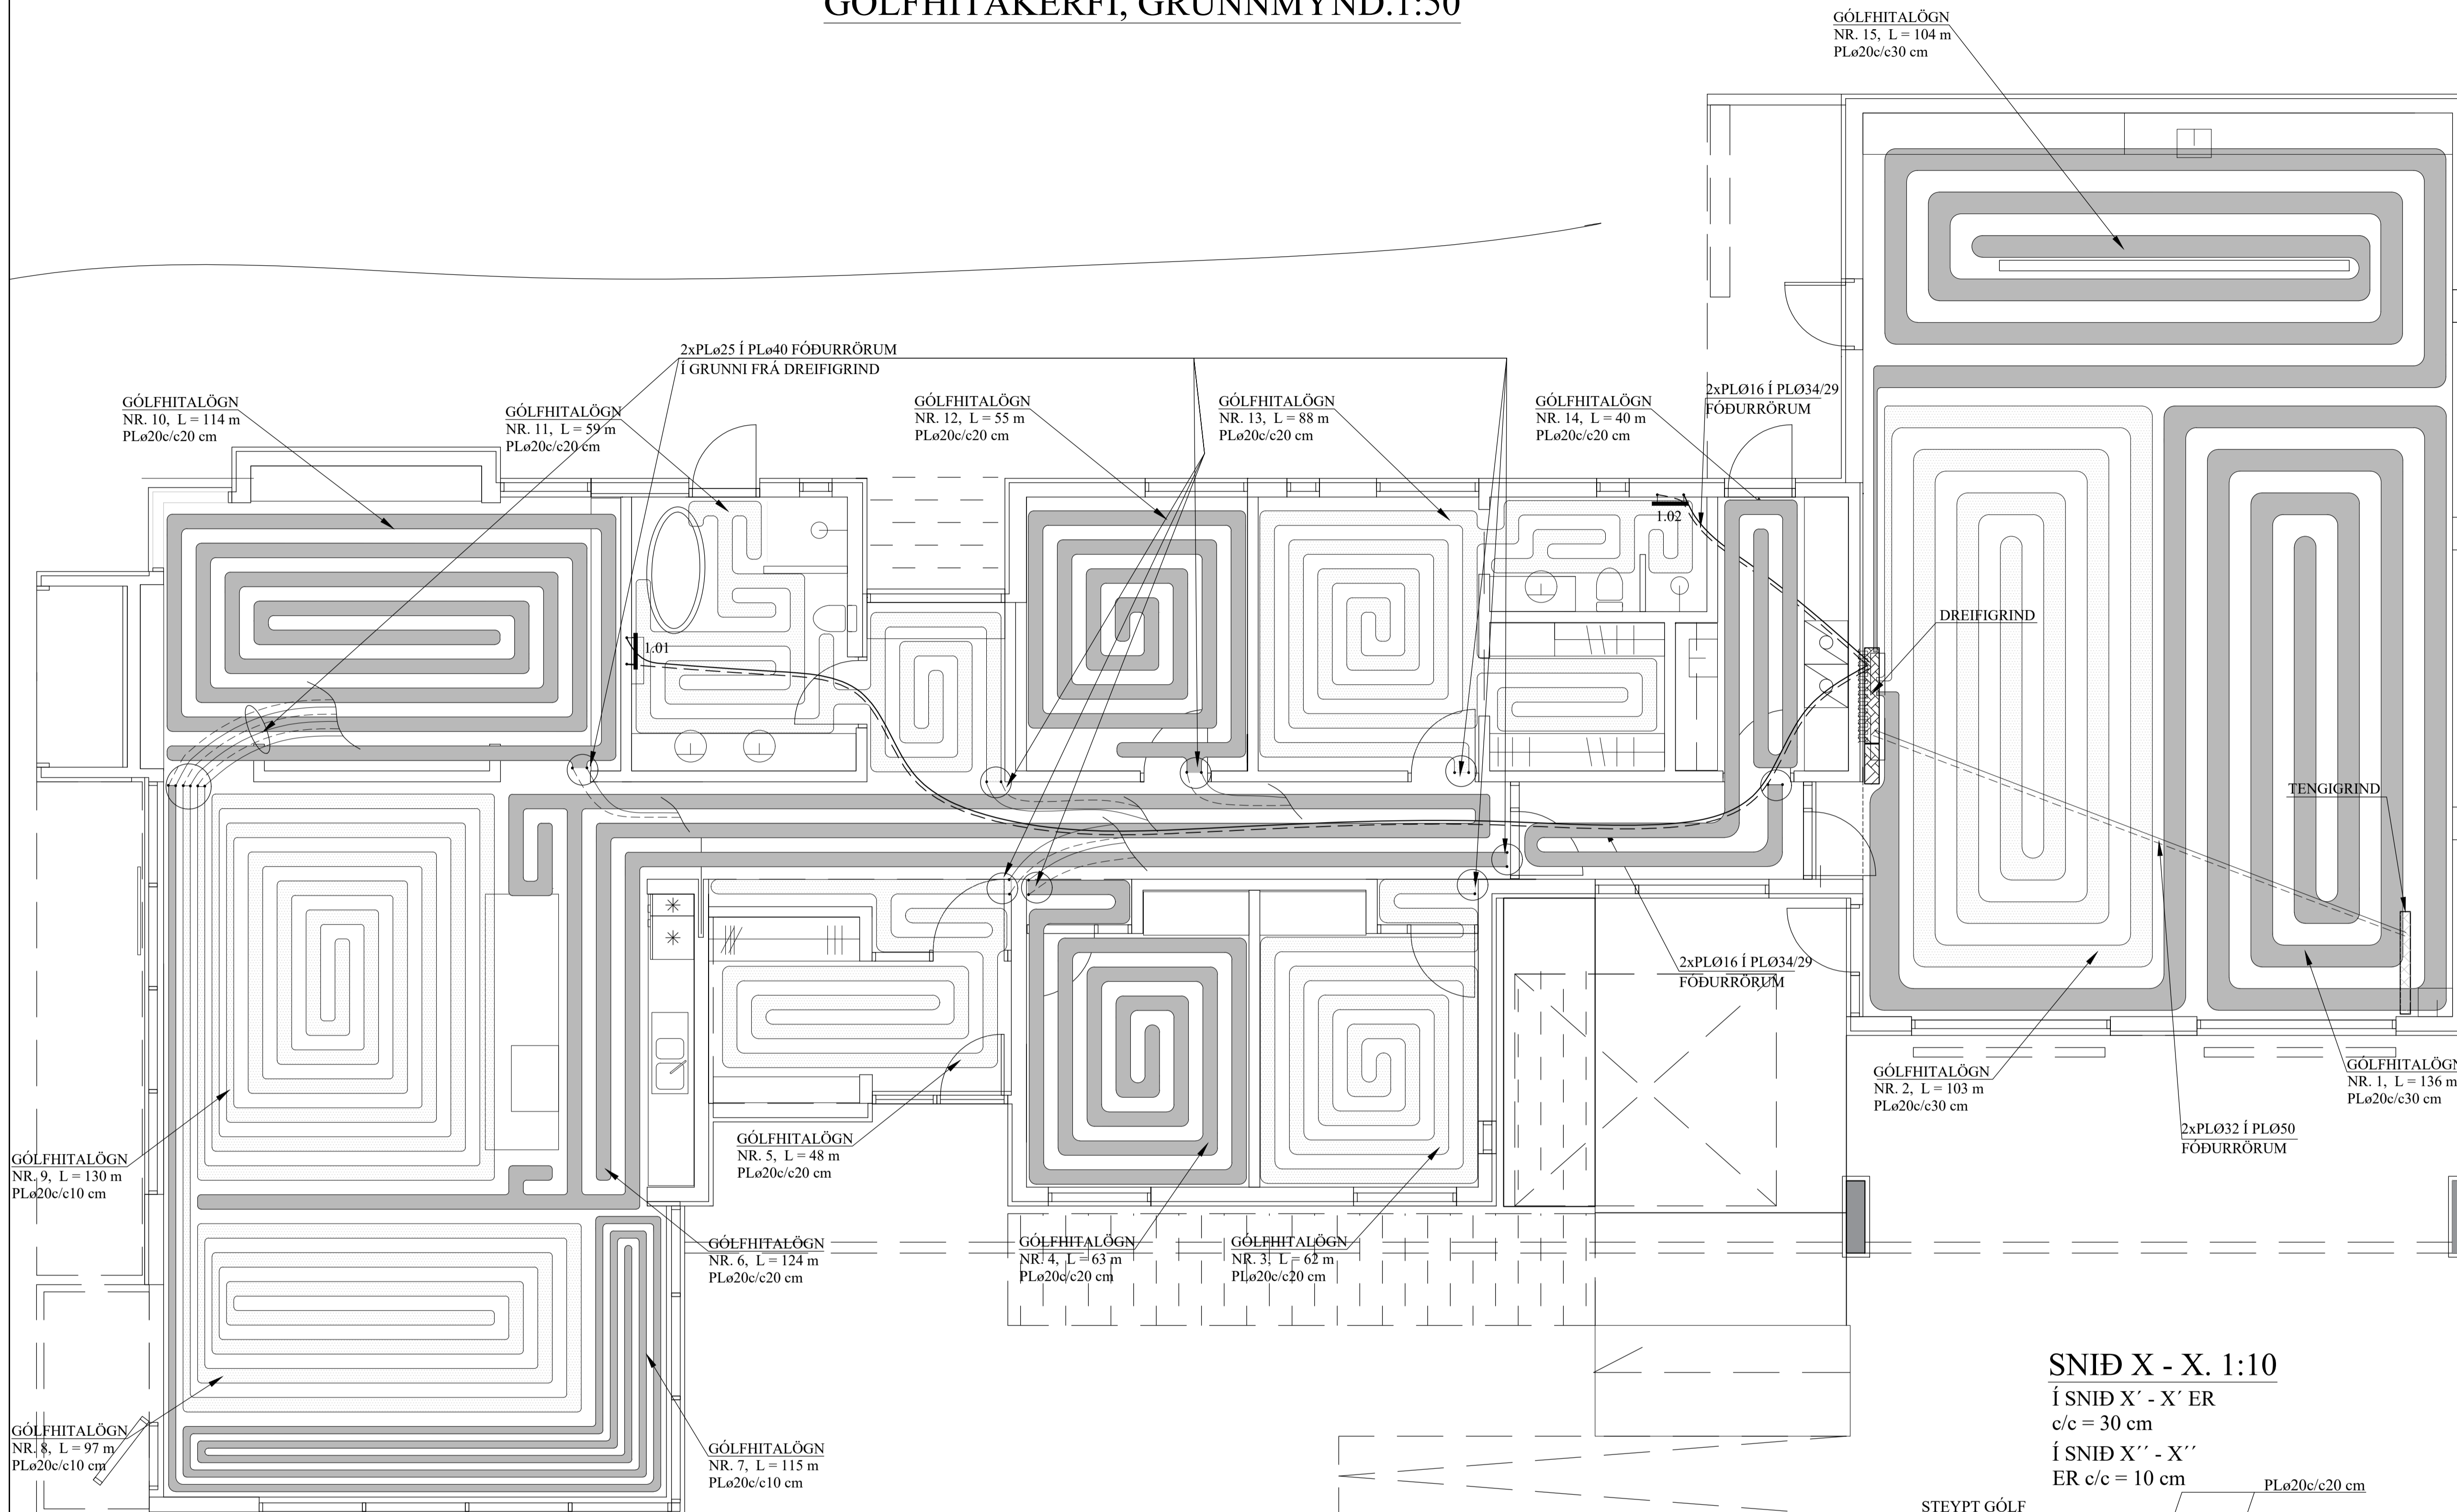 GÓLFHITAKERFI, GRUNNMYND.1:50
GÓLFHITALÖGN
NR. 15, L = 104 m
PLø20c/c30 cm
2xPLø25 Í PLø40 FÓÐURRÖRUM
Í GRUNNI FRÁ DREIFIGRIND
GÓLFHITALÖGN
NR. 10, L = 114 m
PLø20c/c20 cm
GÓLFHITALÖGN
NR. 11, L = 59 m
PLø20c/c20 cm
GÓLFHITALÖGN
NR. 12, L = 55 m
PLø20c/c20 cm
GÓLFHITALÖGN
NR. 13, L = 88 m
PLø20c/c20 cm
GÓLFHITALÖGN
NR. 14, L = 40 m
PLø20c/c20 cm
2xPLØ16 Í PLØ34/29
FÓÐURRÖRUM
1.02
1.01
DREIFIGRIND
TENGIGRIND
2xPLØ16 Í PLØ34/29
FÓÐURRÖRUM
GÓLFHITALÖGN
NR. 2, L = 103 m
PLø20c/c30 cm
GÓLFHITALÖGN
NR. 1, L = 136 m
PLø20c/c30 cm
2xPLØ32 Í PLØ50
FÓÐURRÖRUM
GÓLFHITALÖGN
NR. 9, L = 130 m
PLø20c/c10 cm
GÓLFHITALÖGN
NR. 5, L = 48 m
PLø20c/c20 cm
GÓLFHITALÖGN
NR. 6, L = 124 m
PLø20c/c20 cm
GÓLFHITALÖGN
NR. 4, L = 63 m
PLø20c/c20 cm
GÓLFHITALÖGN
NR. 3, L = 62 m
PLø20c/c20 cm
GÓLFHITALÖGN
NR. 8, L = 97 m
PLø20c/c10 cm
GÓLFHITALÖGN
NR. 7, L = 115 m
PLø20c/c10 cm
SNIÐ X - X. 1:10
Í SNIÐ X´ - X´ ER
c/c = 30 cm
Í SNIÐ X´´ - X´´
ER c/c = 10 cm
PLø20c/c20 cm
STEYPT GÓLF